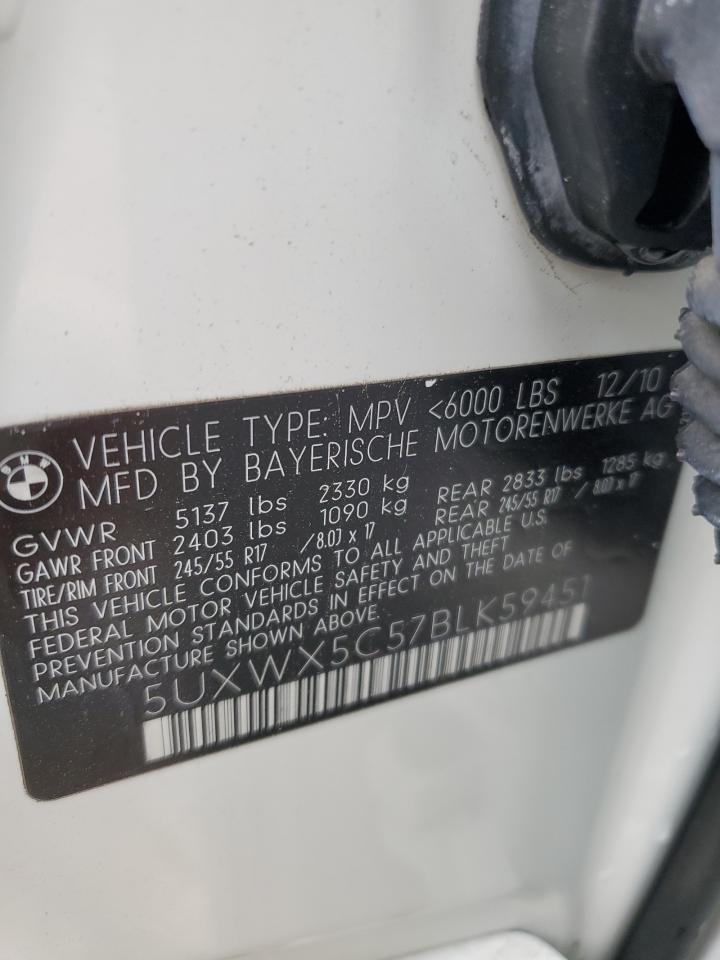 BMW
VEHICLE TYPE: MPV <6000 LBS 12/10
MFD BY BAYERISCHE MOTORENWERKE AG
GVWR 5137 lbs 2330 kg
GAWR FRONT 2403 lbs 1090 kg REAR 2833 lbs 1285 kg
TIRE/RIM FRONT 245/55 R17 /8.0J x 17 REAR 245/55 R17 / 8.0J x 17
THIS VEHICLE CONFORMS TO ALL APPLICABLE U.S.
FEDERAL MOTOR VEHICLE SAFETY AND THEFT
PREVENTION STANDARDS IN EFFECT ON THE DATE OF
MANUFACTURE SHOWN ABOVE.
5UXWX5C57BLK59451